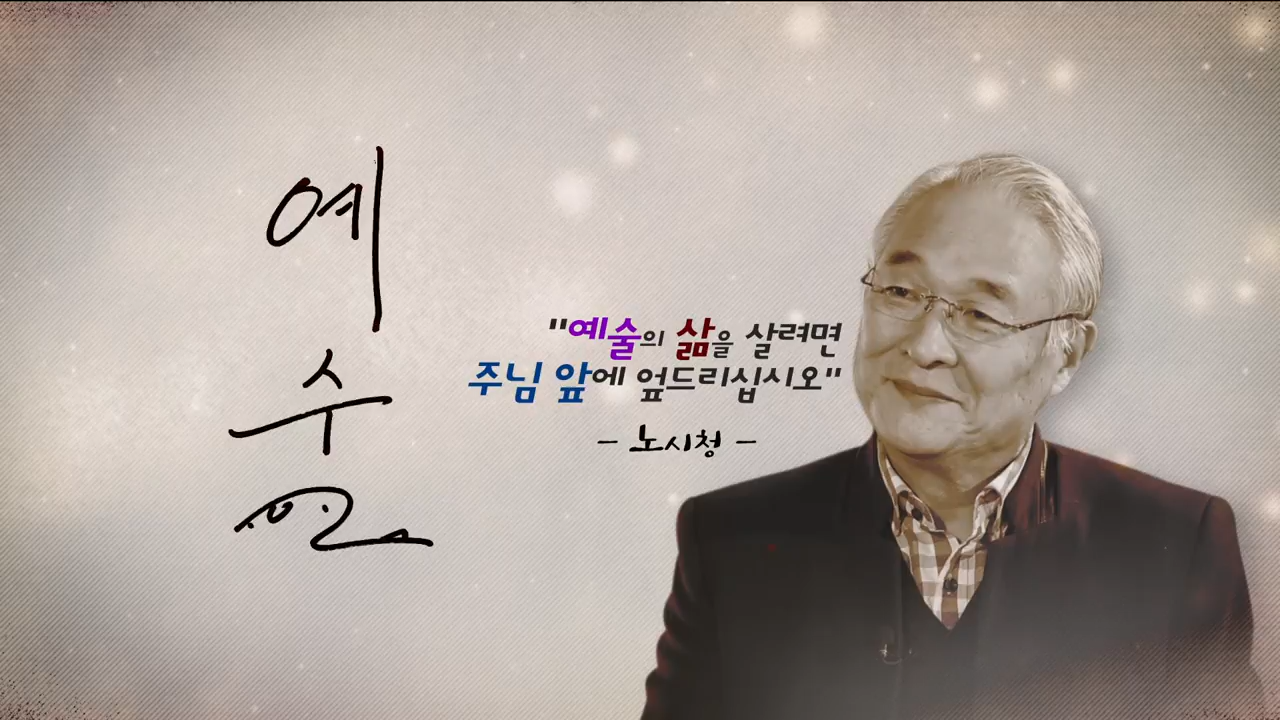 예
수
"예술의 삶을 살려면
주님 앞에 엎드리십시오"
- 노시청 -